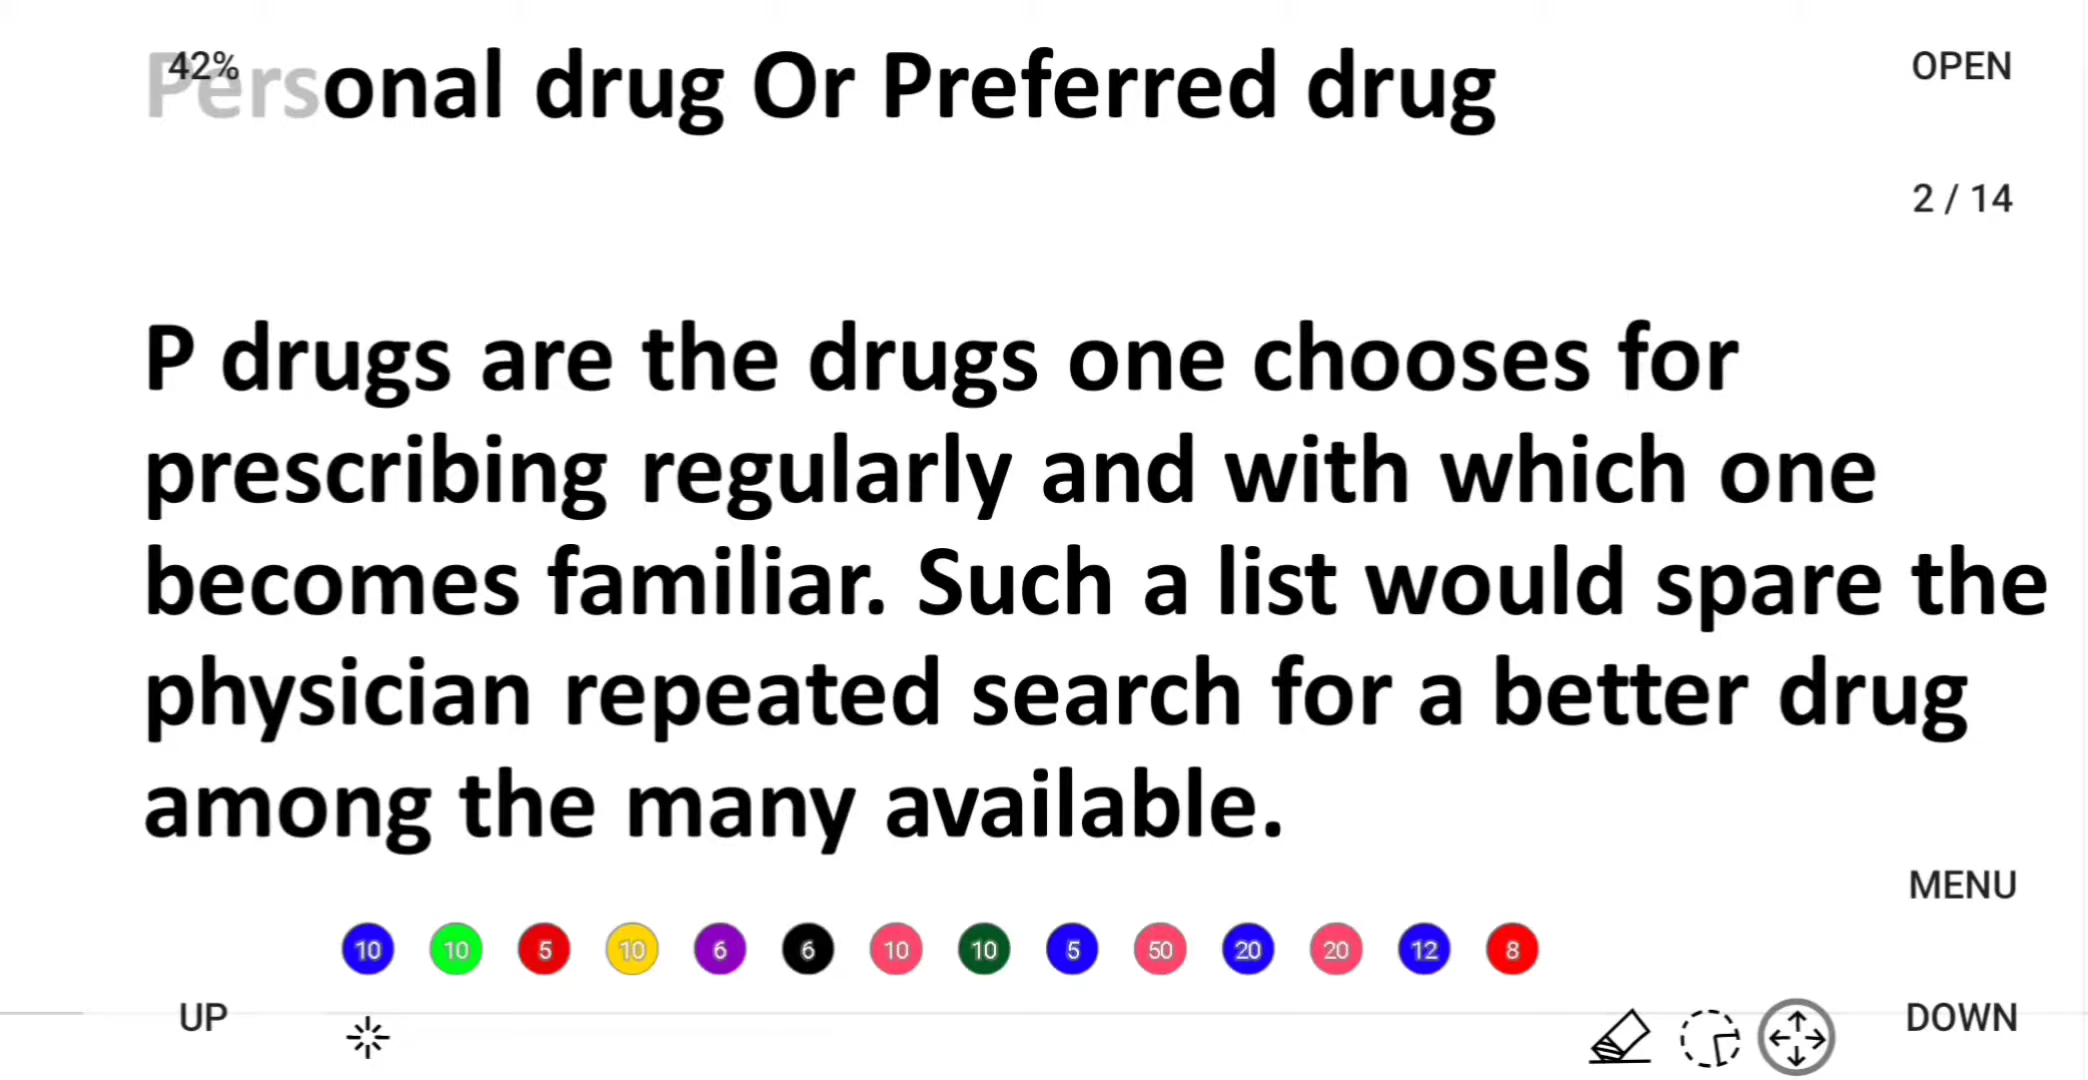 42%
Personal drug Or Preferred drug
OPEN
2 / 14
P drugs are the drugs one chooses for
prescribing regularly and with which one
becomes familiar. Such a list would spare the
physician repeated search for a better drug
among the many available.
MENU
10 10 5 10 6 6 10 10 5 50 20 20 12 8
UP
DOWN